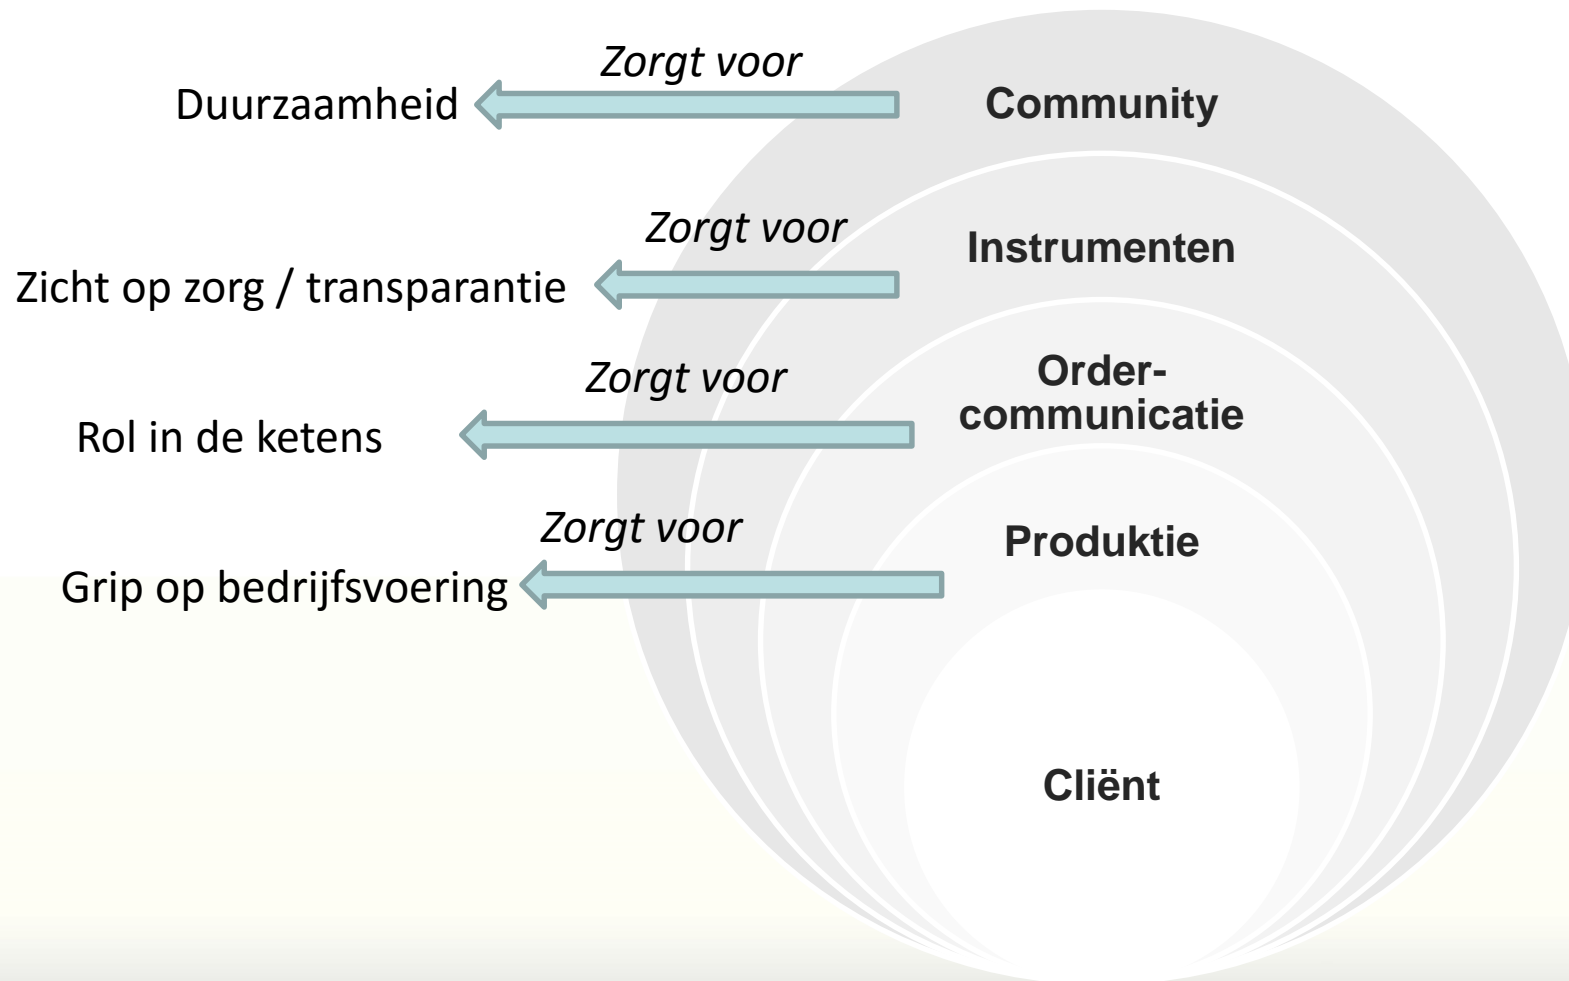 Zorgt voor
Duurzaamheid
Community
Zorgt voor
Instrumenten
Zicht op zorg / transparantie
Order-
communicatie
Zorgt voor
Rol in de ketens
Zorgt voor
Produktie
Grip op bedrijfsvoering
Cliënt